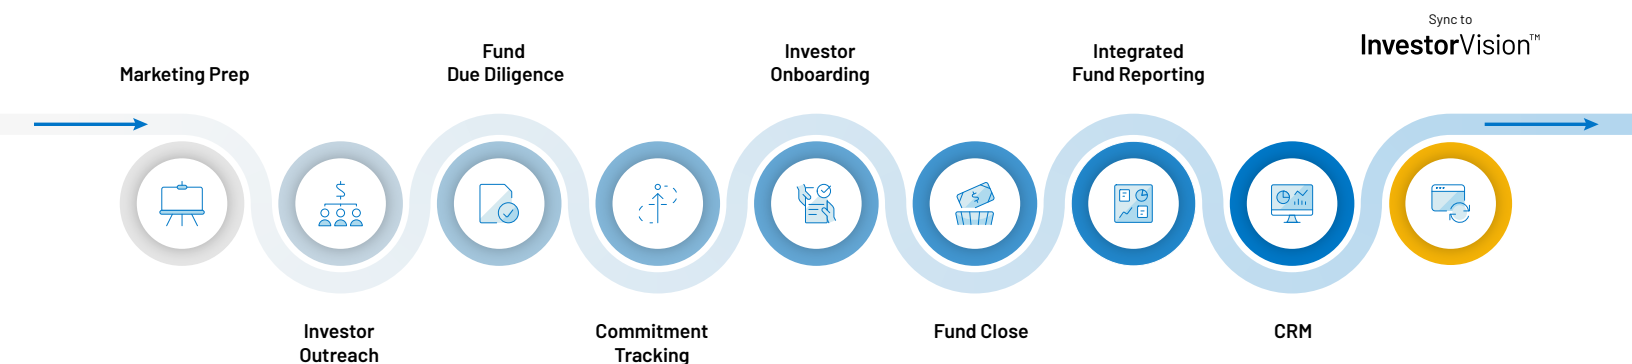 Marketing Prep
Investor
Outreach
Fund
Due Diligence
Commitment
Tracking
Investor
Onboarding
Fund Close
Integrated
Fund Reporting
CRM
Sync to
InvestorVision™